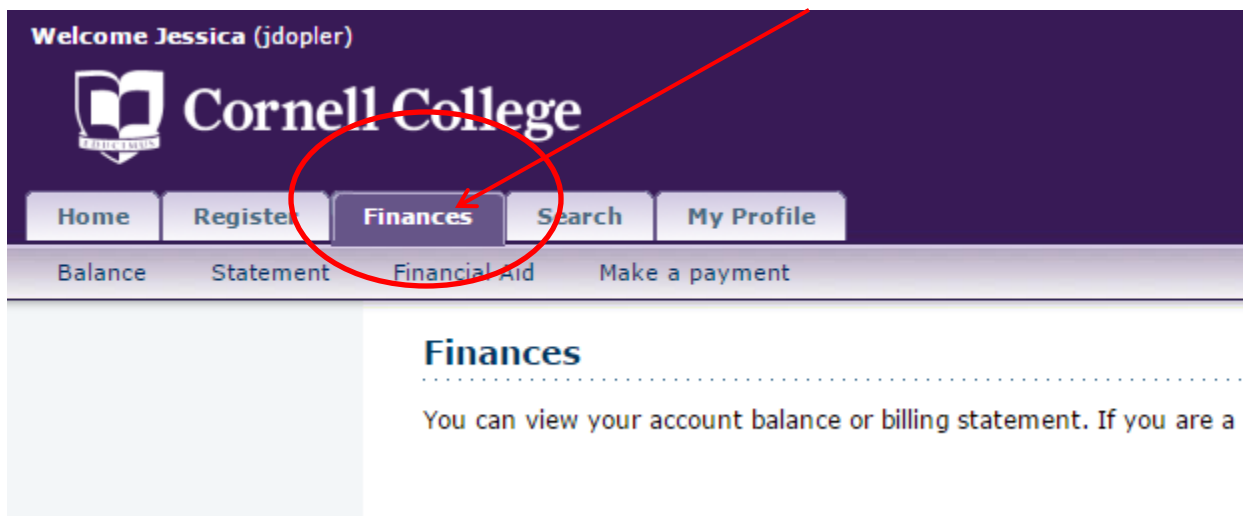 Welcome Jessica (jdopler)
Cornell College
EDUCIMUS
Home Register Finances Search My Profile
Balance Statement Financial Aid Make a payment
Finances
You can view your account balance or billing statement. If you are a